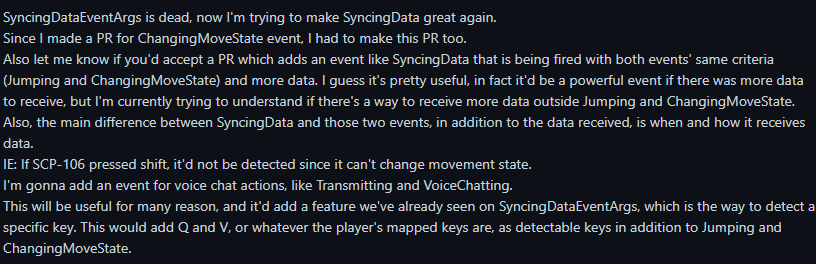 SyncingDataEventArgs is dead, now I'm trying to make SyncingData great again.
Since I made a PR for ChangingMoveState event, I had to make this PR too.
Also let me know if you'd accept a PR which adds an event like SyncingData that is being fired with both events' same criteria
(Jumping and ChangingMoveState) and more data. I guess it's pretty useful, in fact it'd be a powerful event if there was more data
to receive, but I'm currently trying to understand if there's a way to receive more data outside Jumping and ChangingMoveState.
Also, the main difference between SyncingData and those two events, in addition to the data received, is when and how it receives
data.
IE: If SCP-106 pressed shift, it'd not be detected since it can't change movement state.
I'm gonna add an event for voice chat actions, like Transmitting and VoiceChatting.
This will be useful for many reason, and it'd add a feature we've already seen on SyncingDataEventArgs, which is the way to detect a
specific key. This would add Q and V, or whatever the player's mapped keys are, as detectable keys in addition to Jumping and
ChangingMoveState.